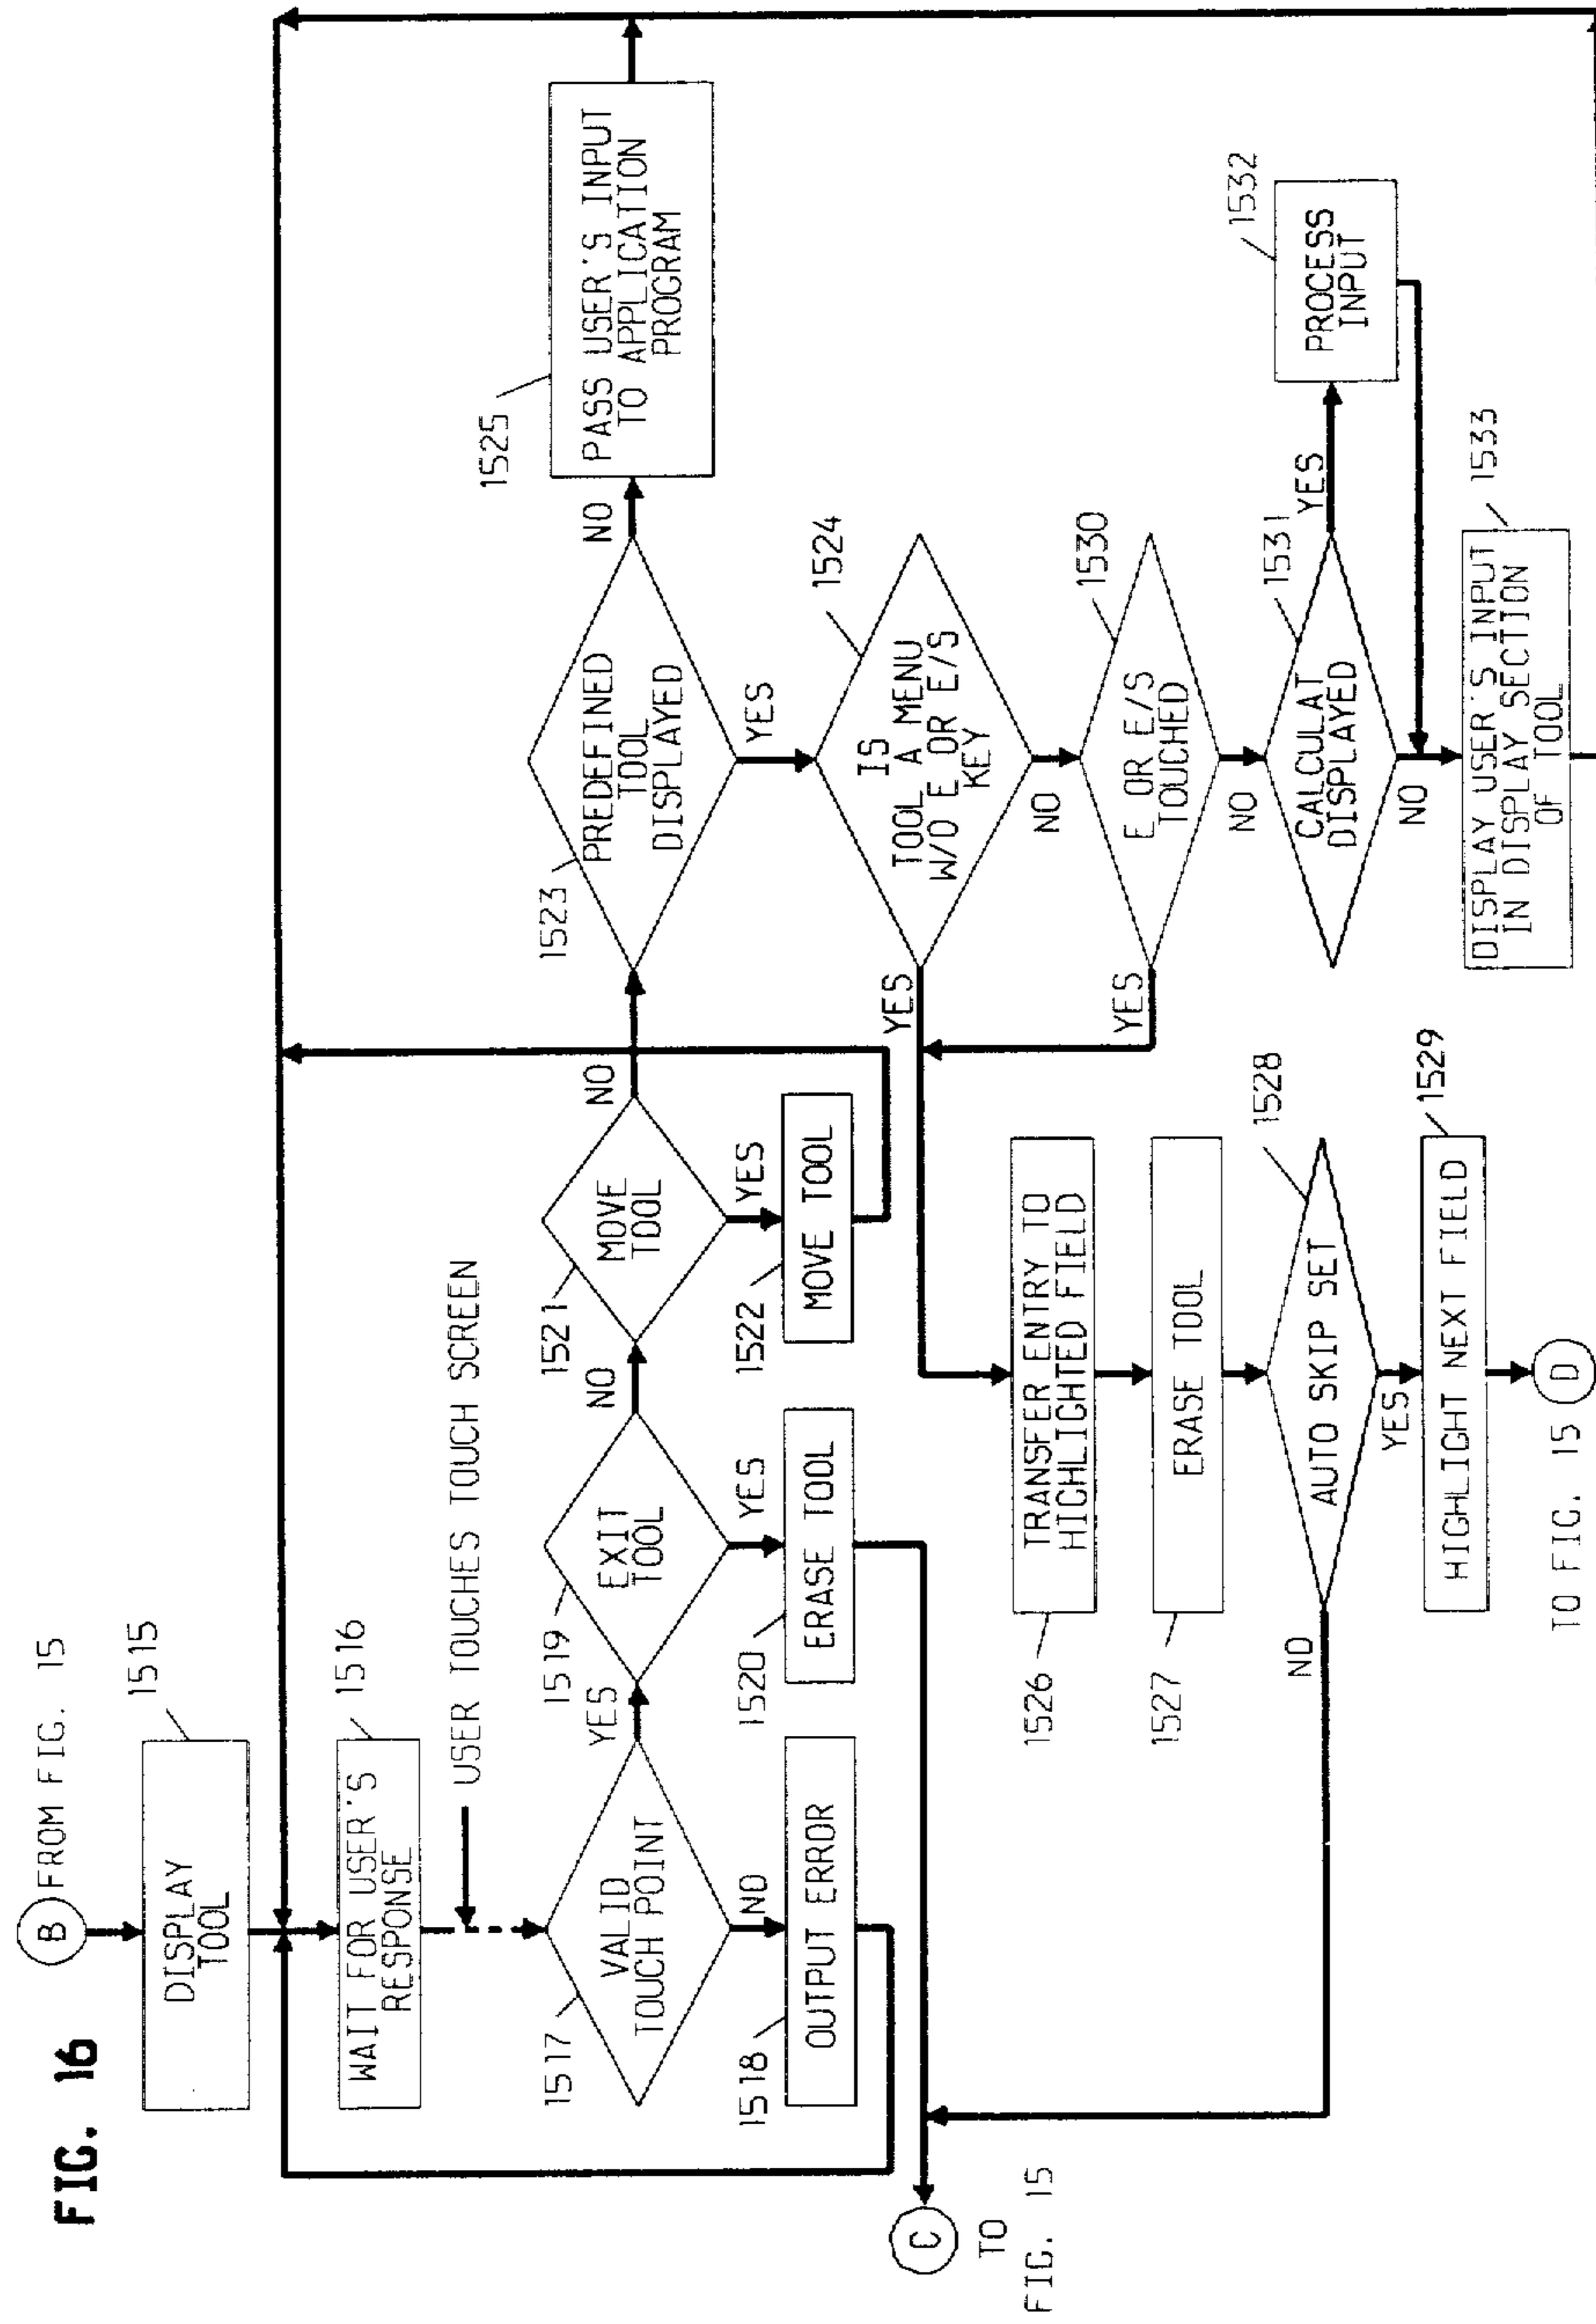 FIG. 16
B
FROM FIG. 15
DISPLAY
TOOL
1515
WAIT FOR USER'S
RESPONSE
1516
USER TOUCHES TOUCH SCREEN
1517
VALID
TOUCH POINT
YES
NO
1518
OUTPUT ERROR
1519
EXIT
TOOL
NO
YES
1520
ERASE TOOL
1521
MOVE
TOOL
NO
YES
1522
MOVE TOOL
1523
PREDEFINED
TOOL
DISPLAYED
NO
YES
1525
PASS USER'S INPUT
TO APPLICATION
PROGRAM
1524
IS
TOOL A MENU
W/O E OR E/S
KEY
YES
NO
1530
E OR E/S
TOUCHED
YES
NO
1531
CALCULAT
DISPLAYED
YES
NO
1532
PROCESS
INPUT
1533
DISPLAY USER'S INPUT
IN DISPLAY SECTION
OF TOOL
1526
TRANSFER ENTRY TO
HIGHLIGHTED FIELD
1527
ERASE TOOL
1528
AUTO SKIP SET
NO
YES
1529
HIGHLIGHT NEXT FIELD
TO FIG. 15
D
C
TO
FIG. 15